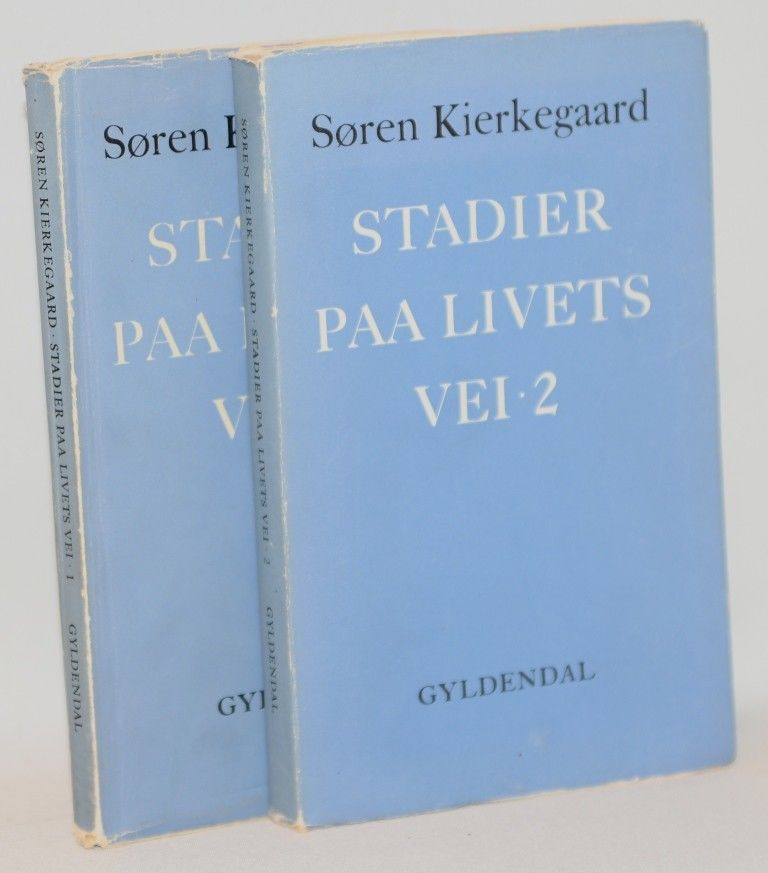 SØREN KIERKEGAARD · STADIER PAA LIVETS VEI · 1 GYLDENDAL
Søren
STA
PAA
V
GYL
SØREN KIERKEGAARD · STADIER PAA LIVETS VEI · 2 GYLDENDAL
Søren Kierkegaard
STADIER
PAA LIVETS
VEI · 2
GYLDENDAL